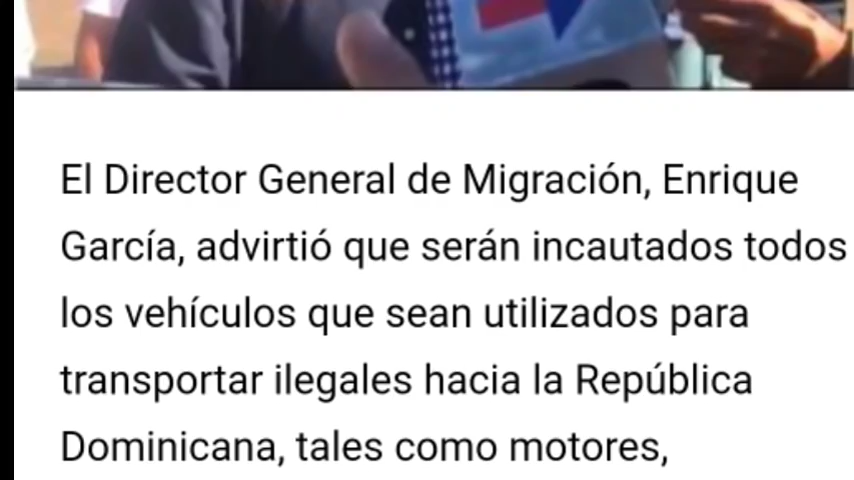 El Director General de Migración, Enrique
García, advirtió que serán incautados todos
los vehículos que sean utilizados para
transportar ilegales hacia la República
Dominicana, tales como motores,